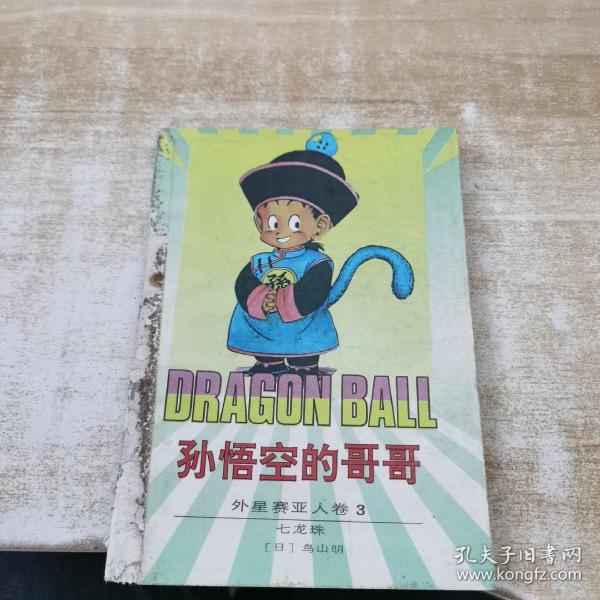 DRAGON BALL
孙悟空的哥哥
外星赛亚人卷 3
七龙珠
[日] 鸟山明
孔夫子旧书网
www.kongfz.com